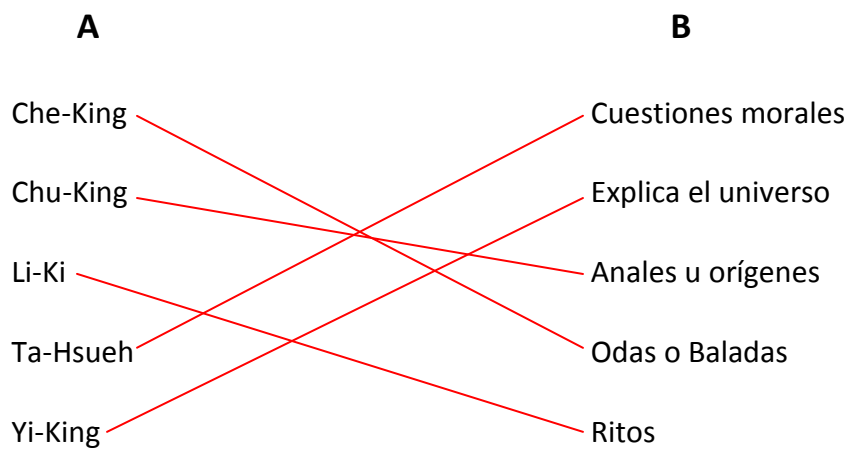 A B
Che-King Cuestiones morales
Chu-King Explica el universo
Li-Ki Anales u orígenes
Ta-Hsueh Odas o Baladas
Yi-King Ritos